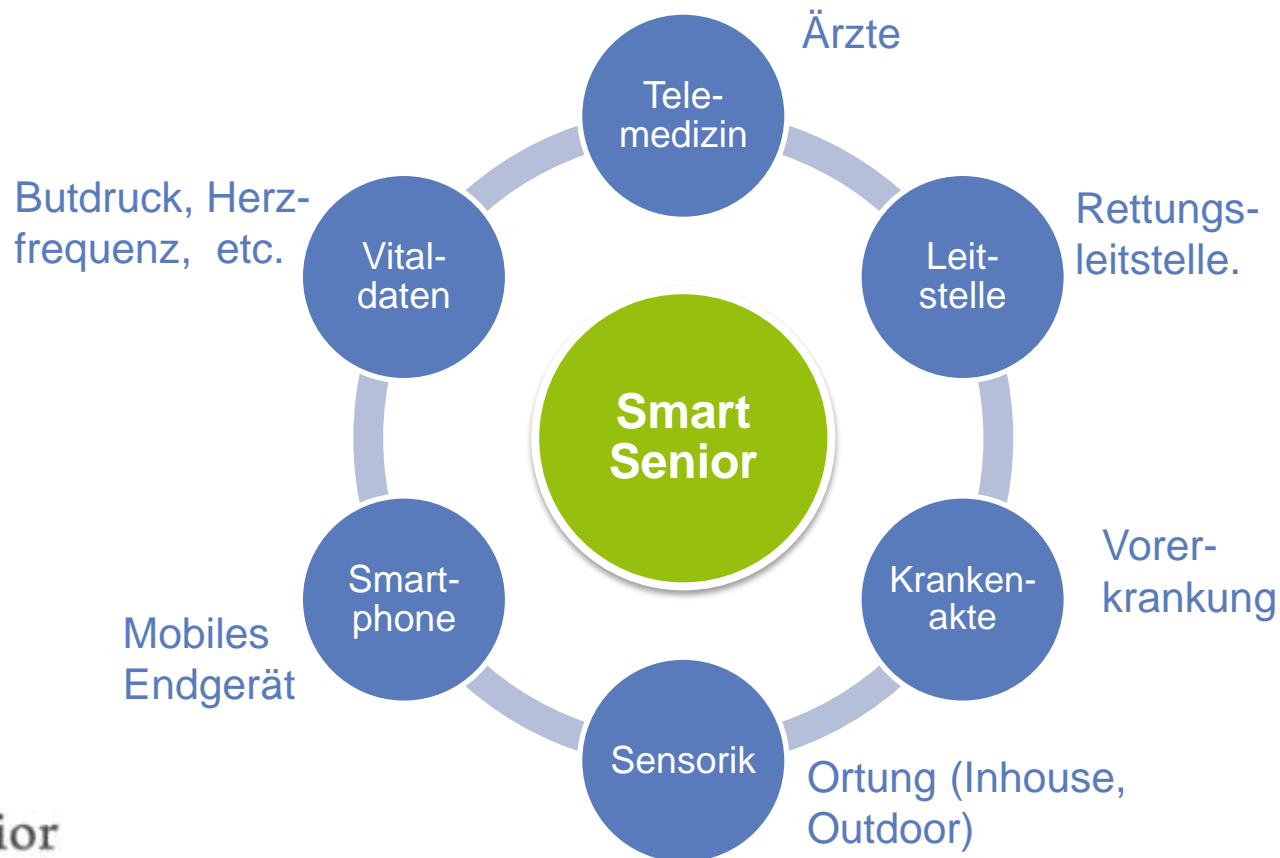 Ärzte
Tele-
medizin
Butdruck, Herz-
frequenz, etc.
Vital-
daten
Leit-
stelle
Rettungs-
leitstelle.
Smart
Senior
Smart-
phone
Mobiles
Endgerät
Kranken-
akte
Vorer-
krankung
Sensorik
Ortung (Inhouse,
Outdoor)
ior